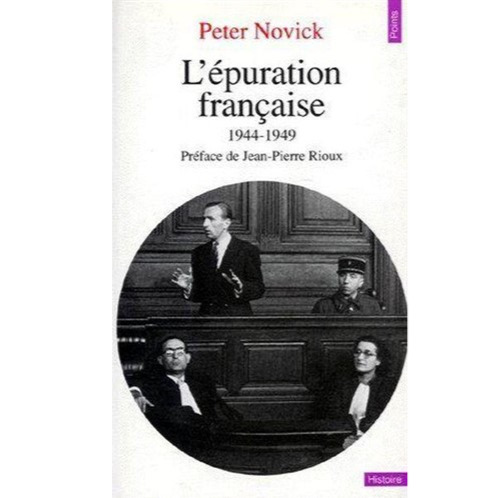 Peter Novick
Points
L'épuration
française
1944-1949
Préface de Jean-Pierre Rioux
Histoire